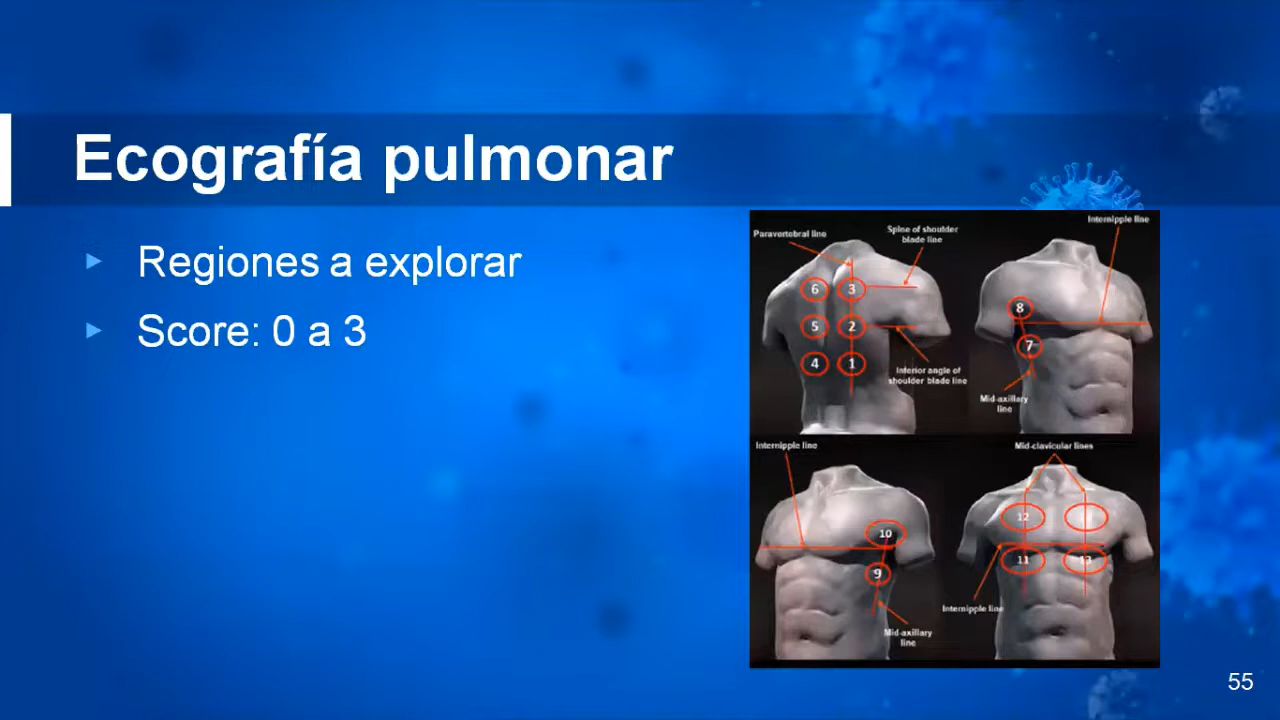 Ecografía pulmonar
Regiones a explorar
Score: 0 a 3
Paravertebral line
Spine of shoulder
blade line
6
3
5
2
4
1
Inferior angle of
shoulder blade line
Internipple line
8
7
Mid-axillary
line
Internipple line
10
9
Mid-axillary
line
Mid-clavicular lines
12
11
13
Internipple line
55